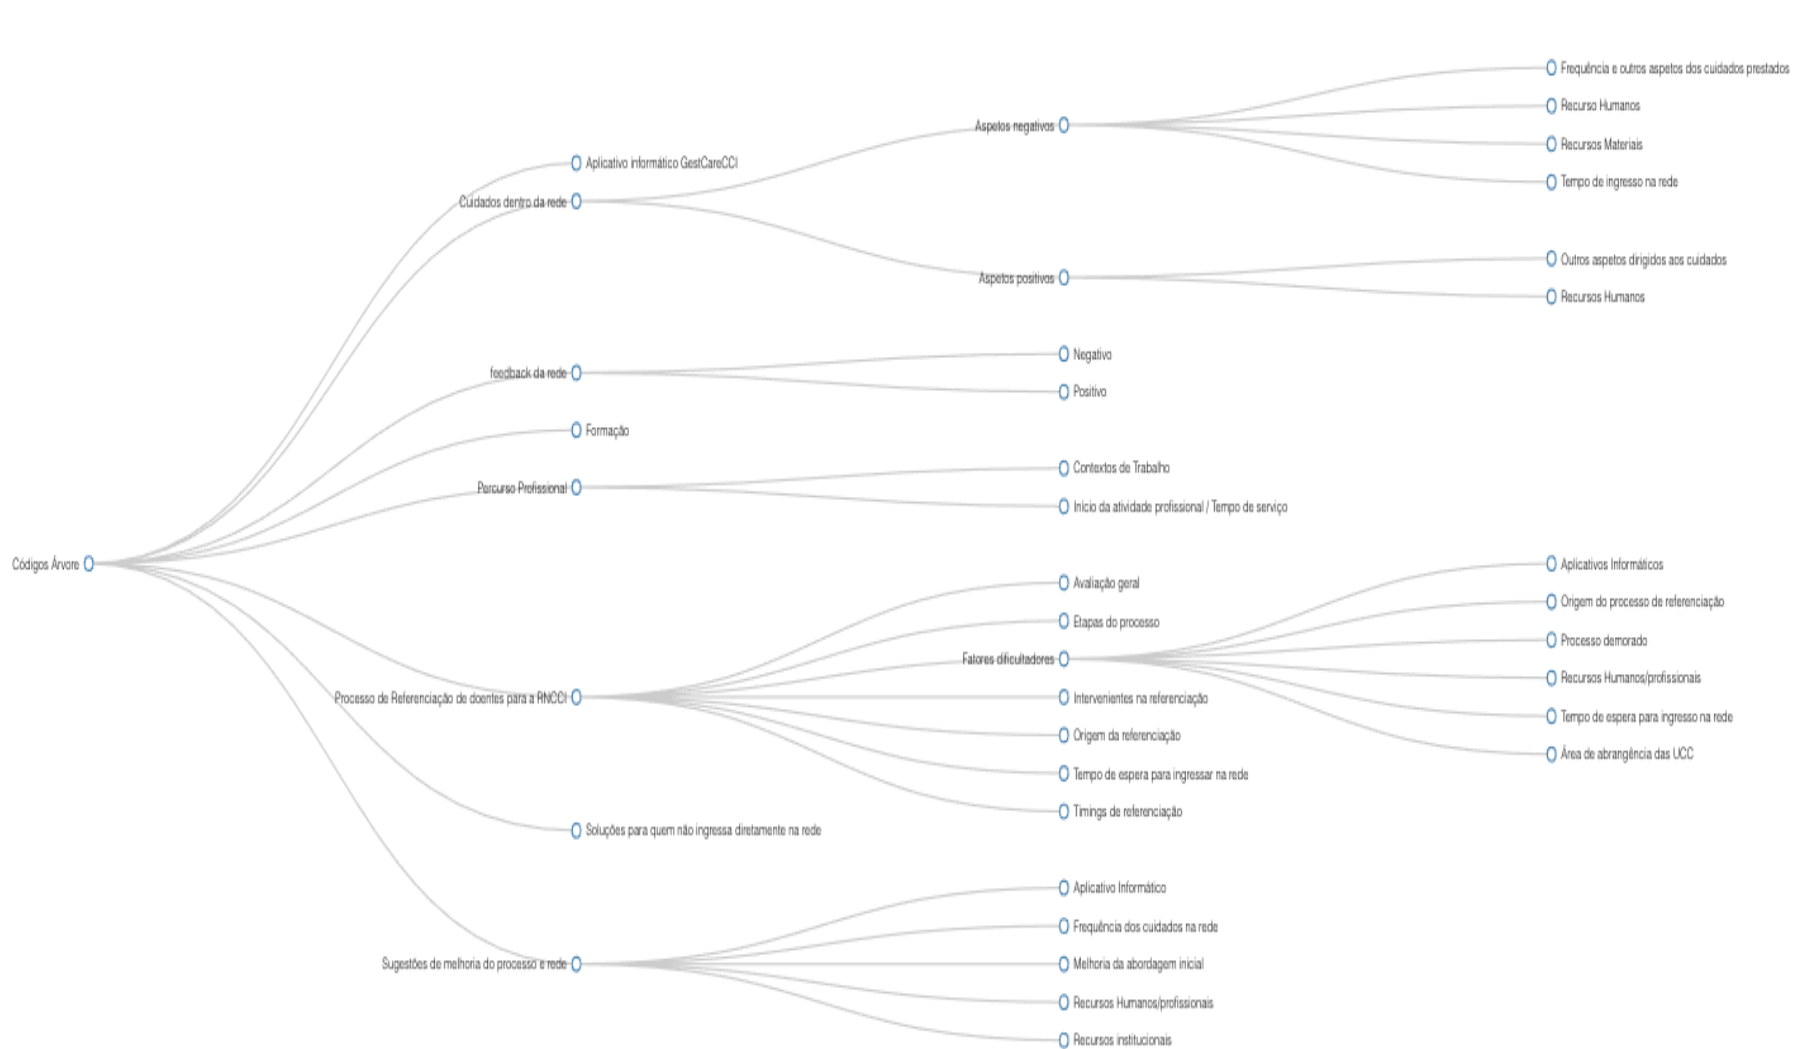 Frequência e outros aspetos dos cuidados prestados
Recurso Humanos
Aspetos negativos
Recursos Materiais
Aplicativo informático GestCareCCI
Tempo de ingresso na rede
Cuidados dentro da rede
Outros aspetos dirigidos aos cuidados
Aspetos positivos
Recursos Humanos
Negativo
feedback da rede
Positivo
Formação
Contextos de Trabalho
Percurso Profissional
Início da atividade profissional / Tempo de serviço
Códigos Árvore
Aplicativos Informáticos
Avaliação geral
Origem do processo de referenciação
Etapas do processo
Processo demorado
Fatores dificultadores
Recursos Humanos/profissionais
Processo de Referenciação de doentes para a RNCCI
Intervenientes na referenciação
Tempo de espera para ingresso na rede
Origem da referenciação
Área de abrangência das UCC
Tempo de espera para ingressar na rede
Timings de referenciação
Soluções para quem não ingressa diretamente na rede
Aplicativo Informático
Frequência dos cuidados na rede
Sugestões de melhoria do processo e rede
Melhoria da abordagem inicial
Recursos Humanos/profissionais
Recursos institucionais